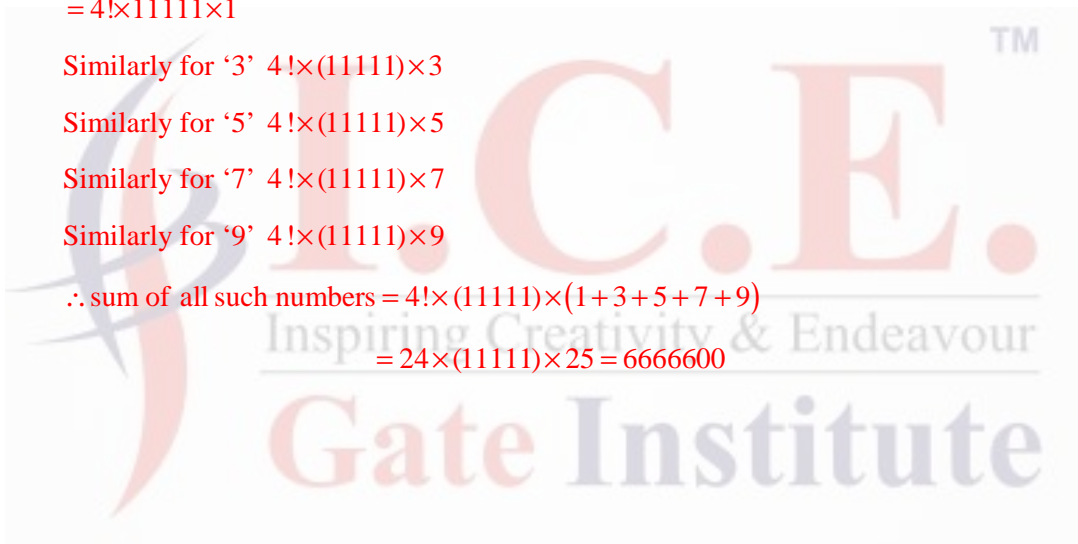 = 4!×11111×1
Similarly for ‘3’ 4!×(11111)×3
Similarly for ‘5’ 4!×(11111)×5
Similarly for ‘7’ 4!×(11111)×7
Similarly for ‘9’ 4!×(11111)×9
∴ sum of all such numbers = 4!×(11111)×(1+3+5+7+9)
= 24×(11111)×25 = 6666600
I.C.E. TM
Inspiring Creativity & Endeavour
Gate Institute